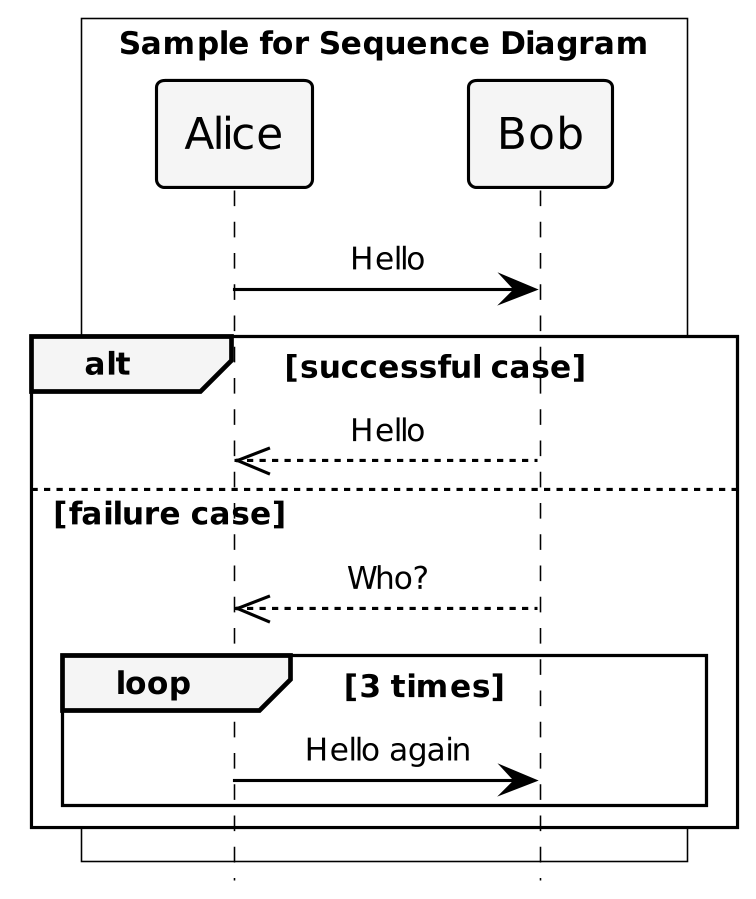 Sample for Sequence Diagram
Alice
Bob
Hello
alt
[successful case]
Hello
[failure case]
Who?
loop
[3 times]
Hello again